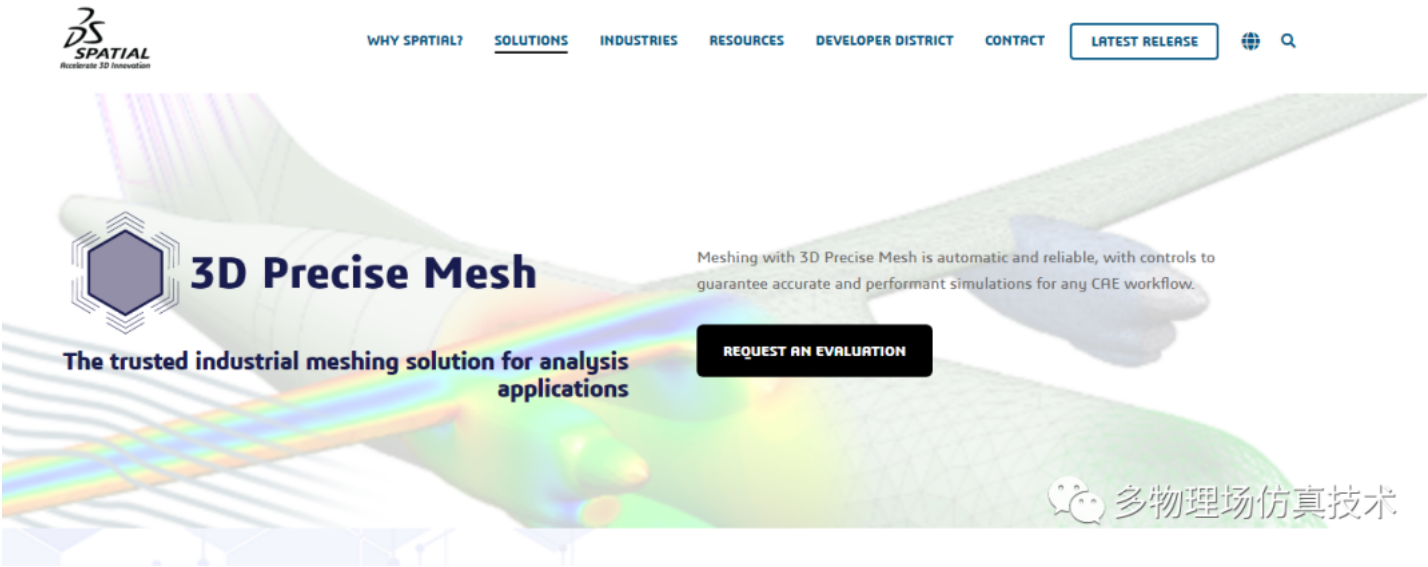 SPATIAL
Accelerate 3D Innovation
WHY SPATIAL? SOLUTIONS INDUSTRIES RESOURCES DEVELOPER DISTRICT CONTACT LATEST RELEASE
3D Precise Mesh
The trusted industrial meshing solution for analysis
applications
Meshing with 3D Precise Mesh is automatic and reliable, with controls to
guarantee accurate and performant simulations for any CAE workflow.
REQUEST AN EVALUATION
多物理场仿真技术